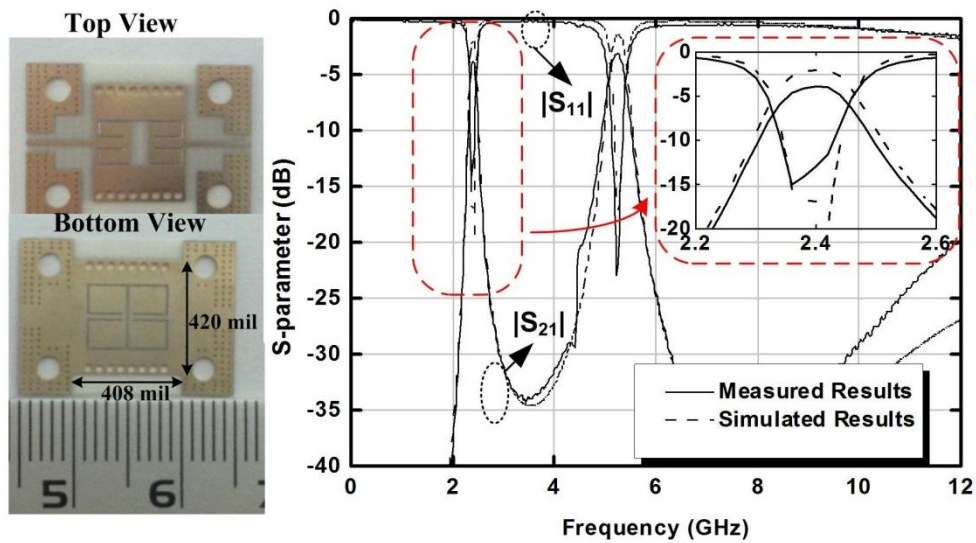 Top View
Bottom View
420 mil
408 mil
5 6 7
S-parameter (dB)
0
-5
-10
-15
-20
-25
-30
-35
-40
0 2 4 6 8 10 12
Frequency (GHz)
|S11|
|S21|
0
-5
-10
-15
-20
2.2 2.4 2.6
Measured Results
Simulated Results